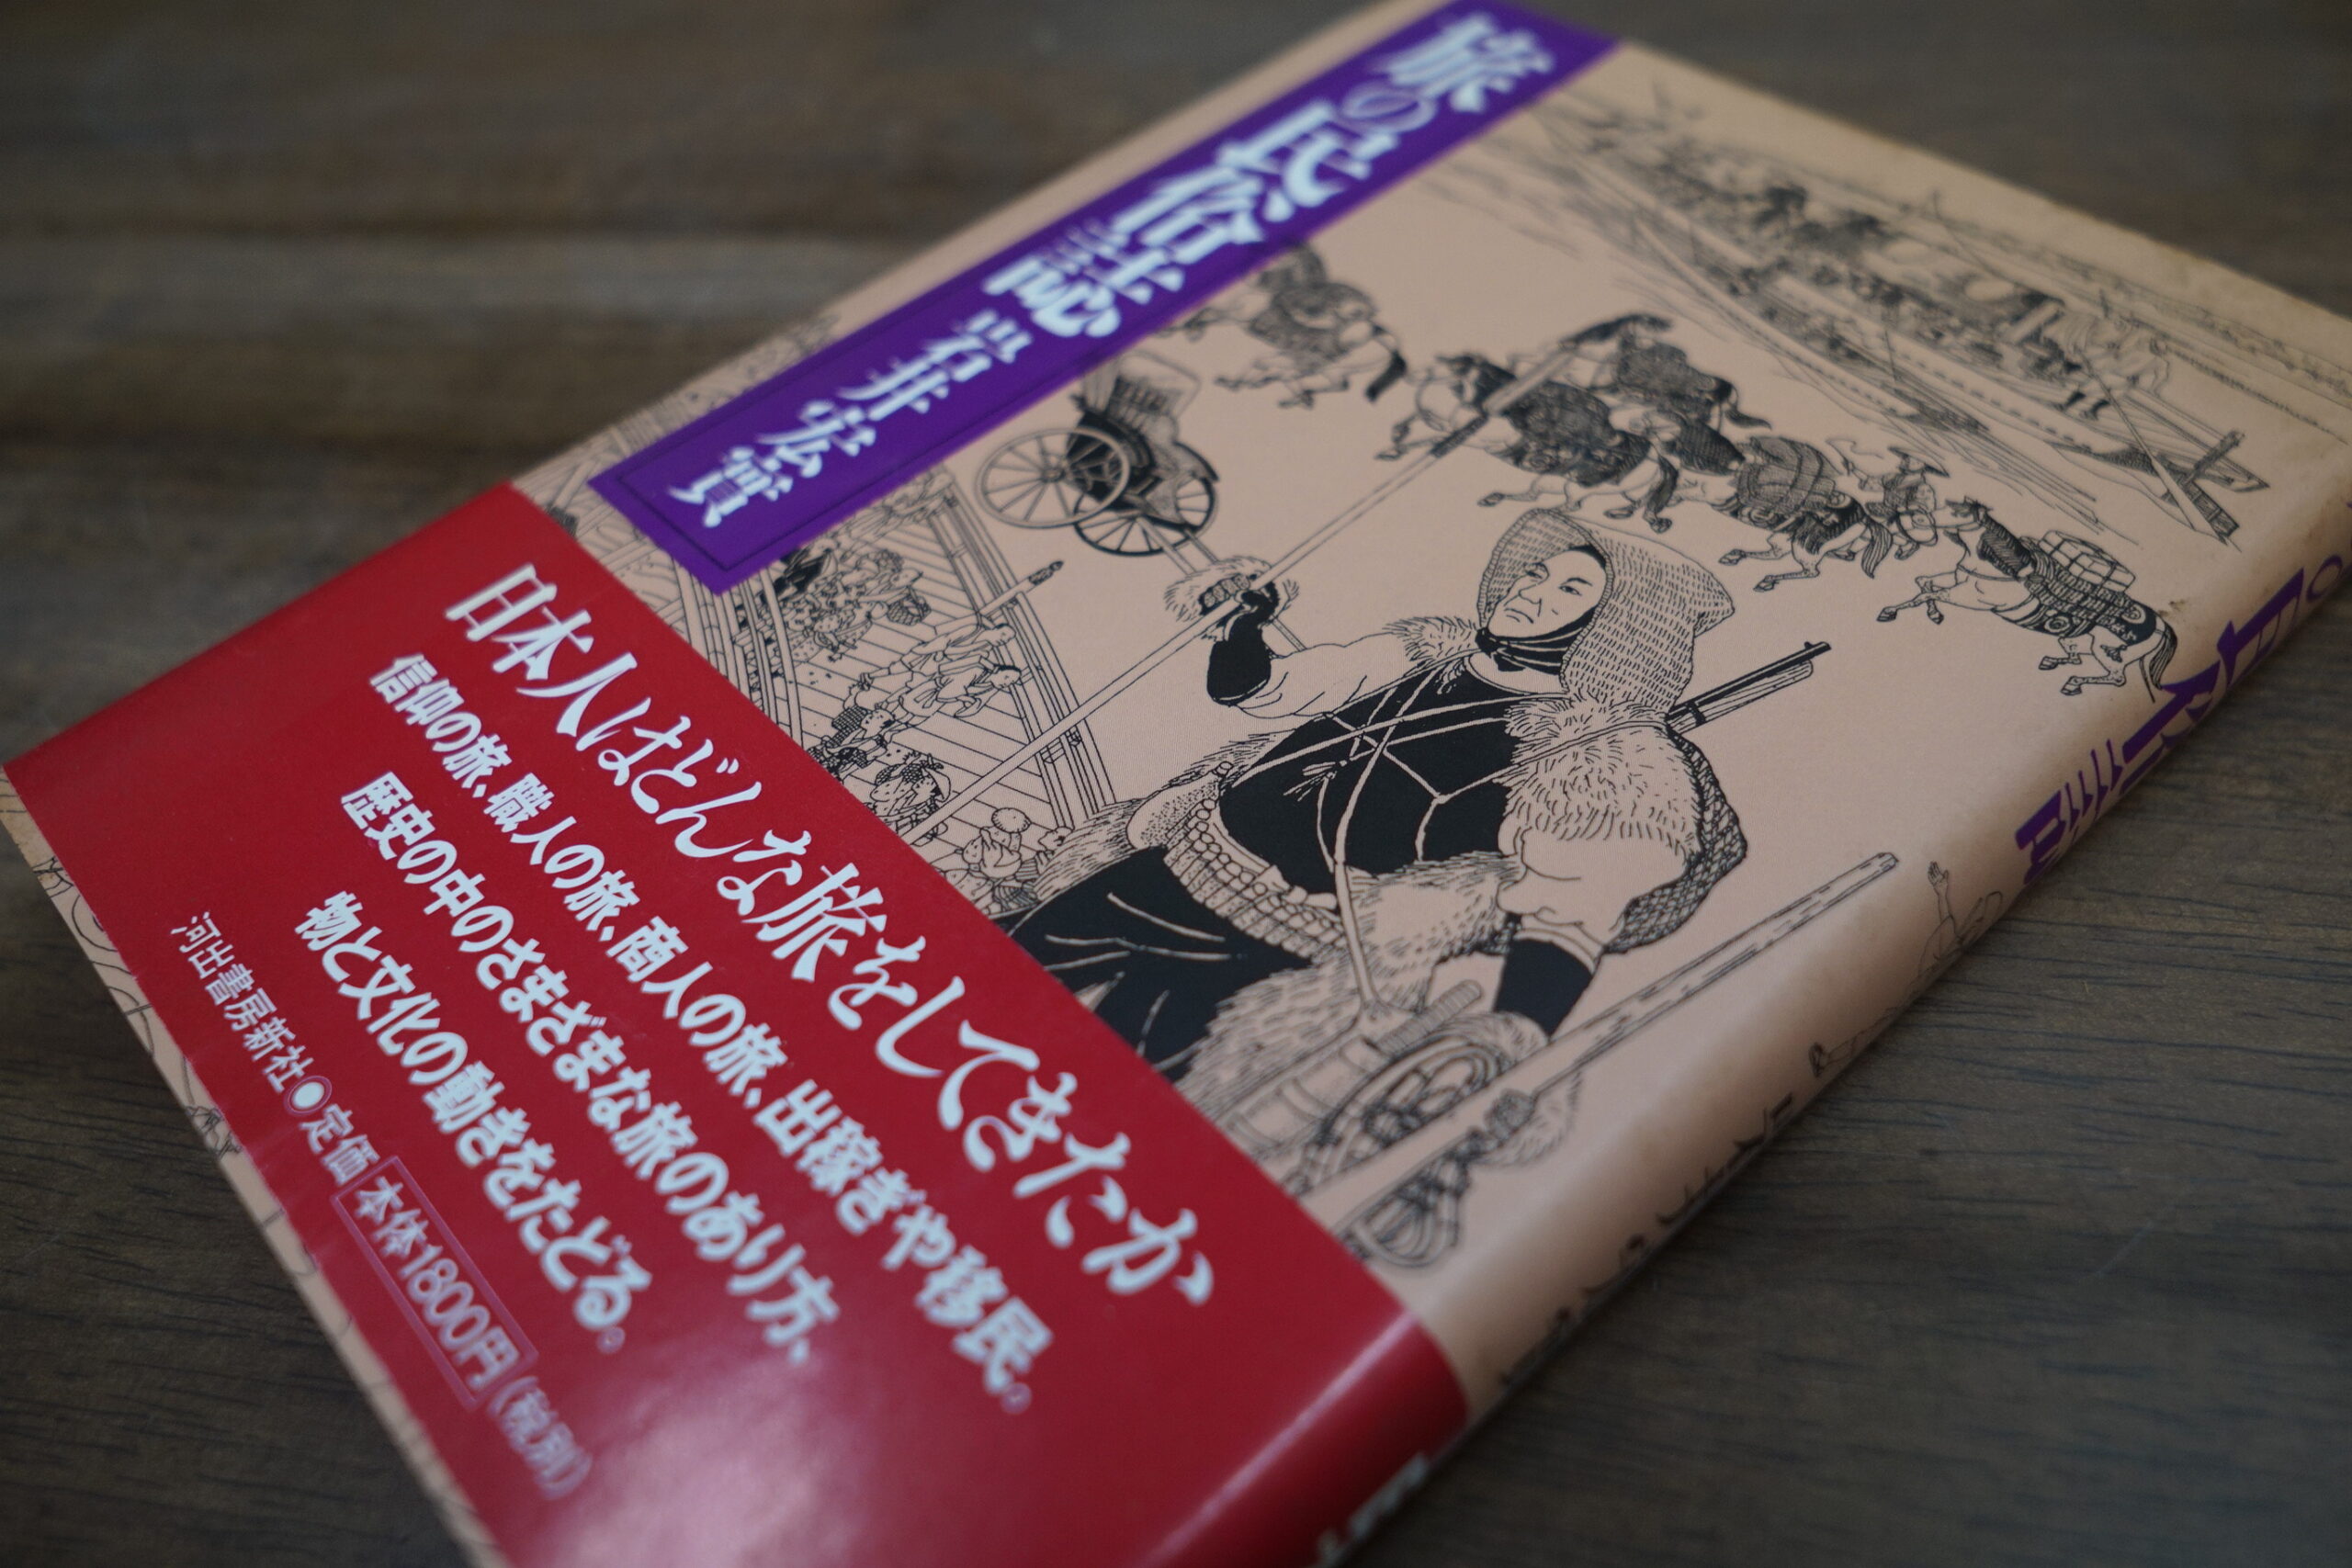 旅の民俗誌
岩井宏實
日本人はどんな旅をしてきたか
信仰の旅、職人の旅、商人の旅、出稼ぎや移民。
歴史の中のさまざまな旅のあり方、
物と文化の動きをたどる。
河出書房新社●定価本体1800円(税別)